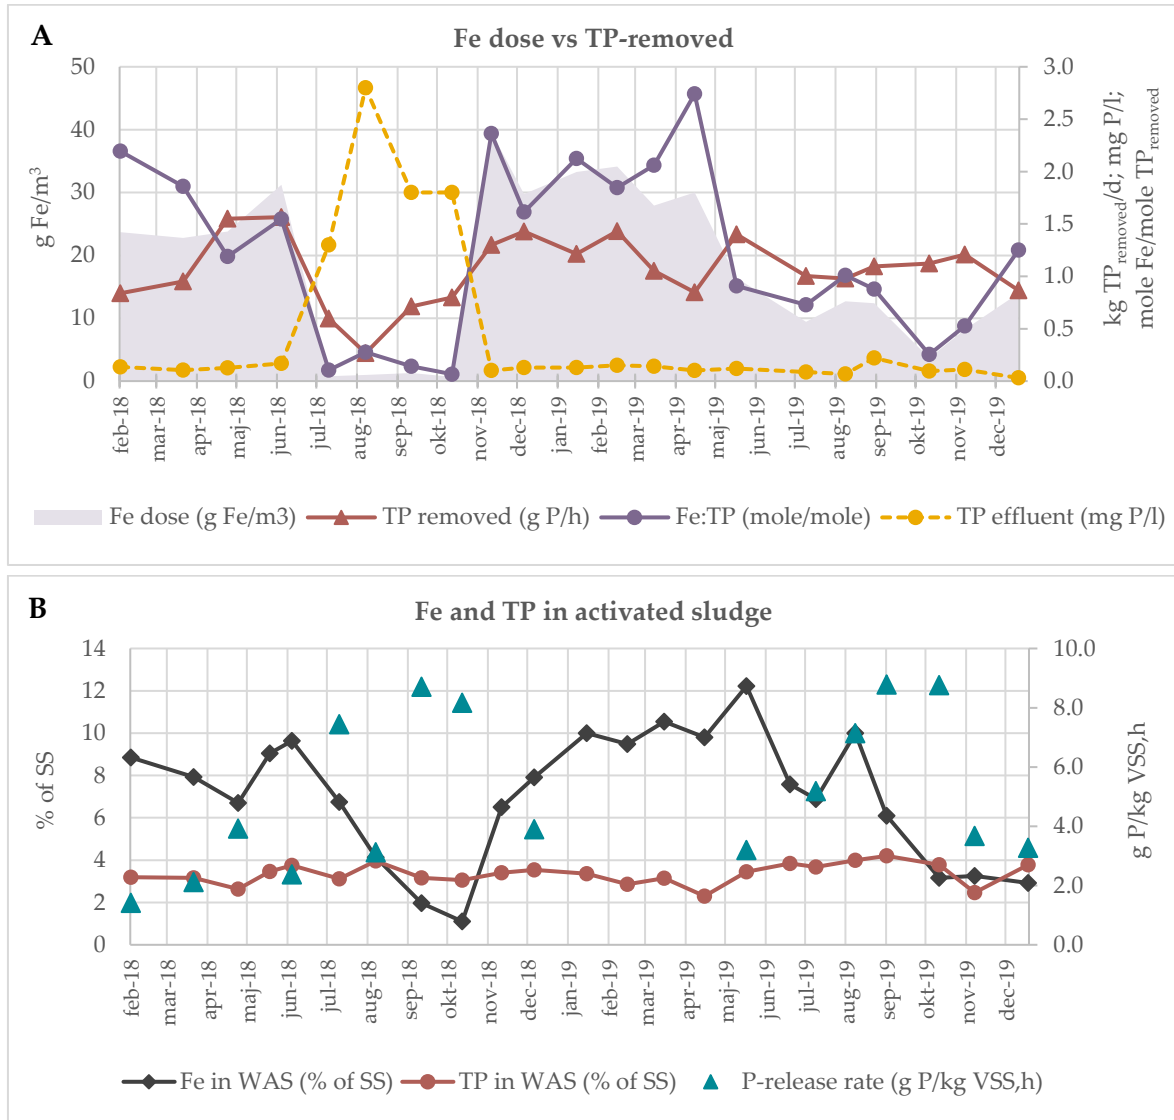 A
Fe dose vs TP-removed
50
40
30
20
10
0
g Fe/m³
3.0
2.5
2.0
1.5
1.0
0.5
0.0
kg TPremoved/d; mg P/l;
mole Fe/mole TPremoved
feb-18
mar-18
apr-18
maj-18
jun-18
jul-18
aug-18
sep-18
okt-18
nov-18
dec-18
jan-19
feb-19
mar-19
apr-19
maj-19
jun-19
jul-19
aug-19
sep-19
okt-19
nov-19
dec-19
Fe dose (g Fe/m3)
TP removed (g P/h)
Fe:TP (mole/mole)
TP effluent (mg P/l)
B
Fe and TP in activated sludge
14
12
10
8
6
4
2
0
% of SS
10.0
8.0
6.0
4.0
2.0
0.0
g P/kg VSS,h
feb-18
mar-18
apr-18
maj-18
jun-18
jul-18
aug-18
sep-18
okt-18
nov-18
dec-18
jan-19
feb-19
mar-19
apr-19
maj-19
jun-19
jul-19
aug-19
sep-19
okt-19
nov-19
dec-19
Fe in WAS (% of SS)
TP in WAS (% of SS)
P-release rate (g P/kg VSS,h)